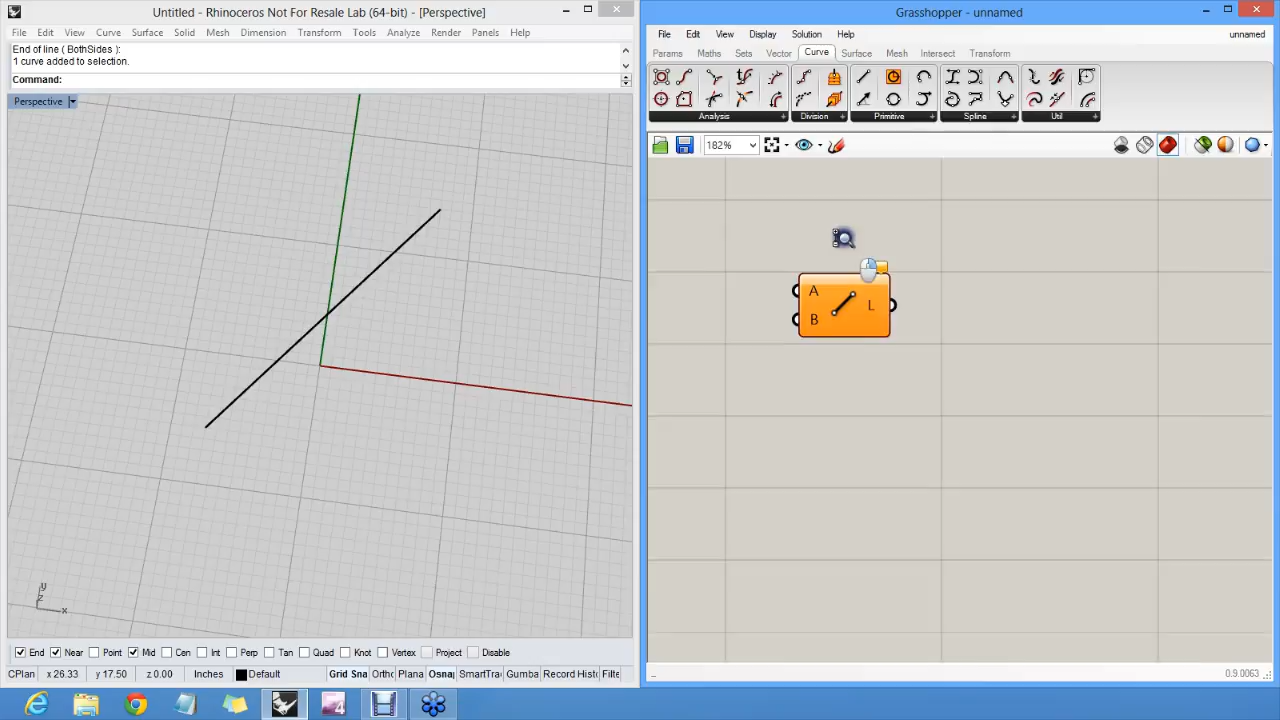 Untitled - Rhinoceros Not For Resale Lab (64-bit) - [Perspective]
File Edit View Curve Surface Solid Mesh Dimension Transform Tools Analyze Render Panels Help
End of line ( BothSides ):
1 curve added to selection.
Command:
Perspective
y
z
x
End Near Point Mid Cen Int Perp Tan Quad Knot Vertex Project Disable
CPlan x 26.33 y 17.50 z 0.00 Inches Default Grid Sna Ortho Plana Osna SmartTra Gumba Record Histo Filte
Grasshopper - unnamed
File Edit View Display Solution Help unnamed
Params Maths Sets Vector Curve Surface Mesh Intersect Transform
Analysis Division Primitive Spline Util
182%
A
B
L
0.9.0063